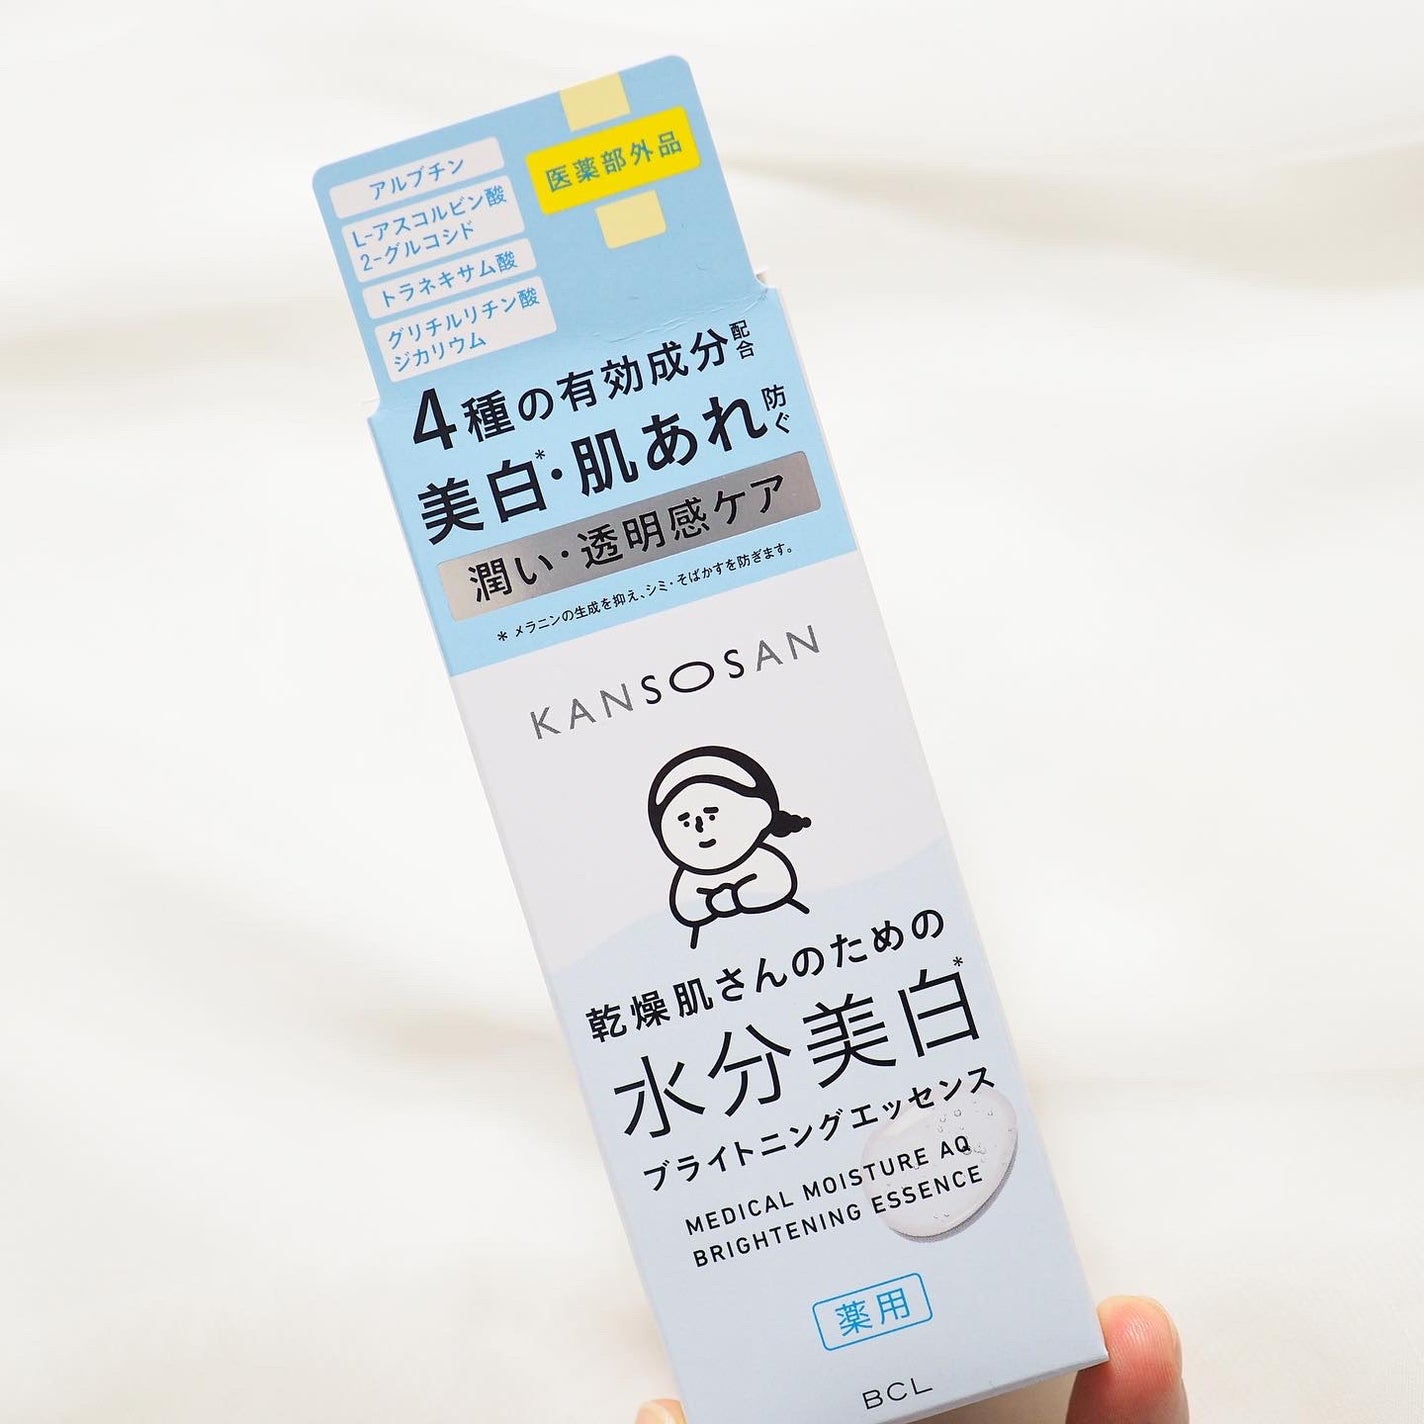 医薬部外品
アルブチン
L-アスコルビン酸
2-グルコシド
トラネキサム酸
グリチルリチン酸
ジカリウム
4種の有効成分配合
美白*・肌あれ防ぐ
潤い・透明感ケア
* メラニンの生成を抑え、シミ・そばかすを防ぎます。
KANSOSAN
乾燥肌さんのための
水分美白*
ブライトニングエッセンス
MEDICAL MOISTURE AQ
BRIGHTENING ESSENCE
薬用
BCL